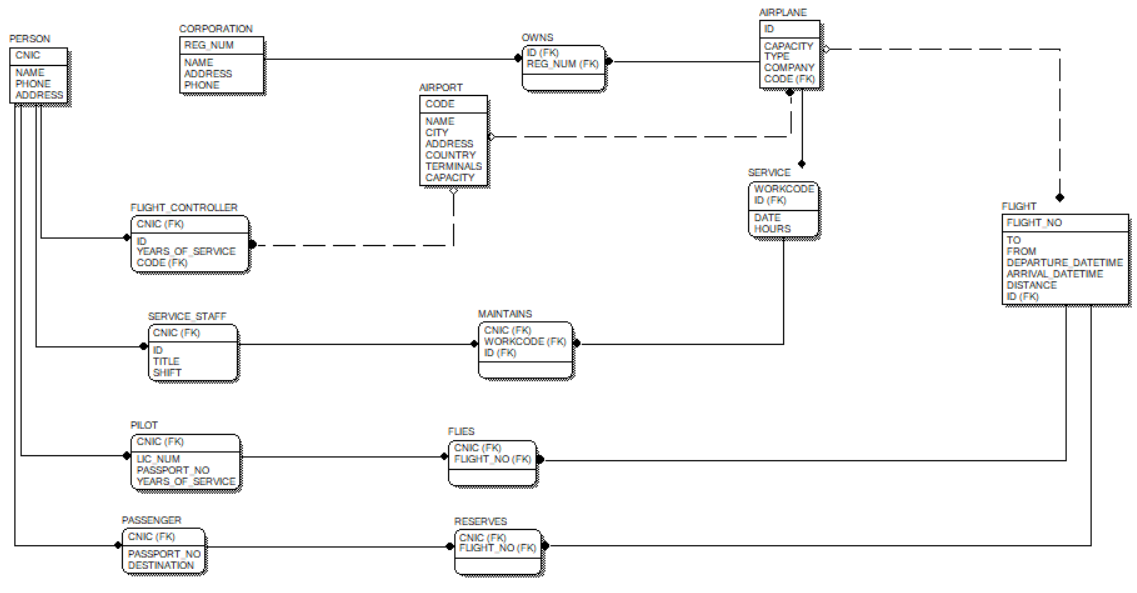 PERSON
CNIC
NAME
PHONE
ADDRESS
CORPORATION
REG_NUM
NAME
ADDRESS
PHONE
OWNS
ID (FK)
REG_NUM (FK)
AIRPLANE
ID
CAPACITY
TYPE
COMPANY
CODE (FK)
AIRPORT
CODE
NAME
CITY
ADDRESS
COUNTRY
TERMINALS
CAPACITY
SERVICE
WORKCODE
ID (FK)
DATE
HOURS
FLIGHT
FLIGHT_NO
TO
FROM
DEPARTURE_DATETIME
ARRIVAL_DATETIME
DISTANCE
ID (FK)
FLIGHT_CONTROLLER
CNIC (FK)
ID
YEARS_OF_SERVICE
CODE (FK)
SERVICE_STAFF
CNIC (FK)
ID
TITLE
SHIFT
MAINTAINS
CNIC (FK)
WORKCODE (FK)
ID (FK)
PILOT
CNIC (FK)
LIC_NUM
PASSPORT_NO
YEARS_OF_SERVICE
FLIES
CNIC (FK)
FLIGHT_NO (FK)
PASSENGER
CNIC (FK)
PASSPORT_NO
DESTINATION
RESERVES
CNIC (FK)
FLIGHT_NO (FK)